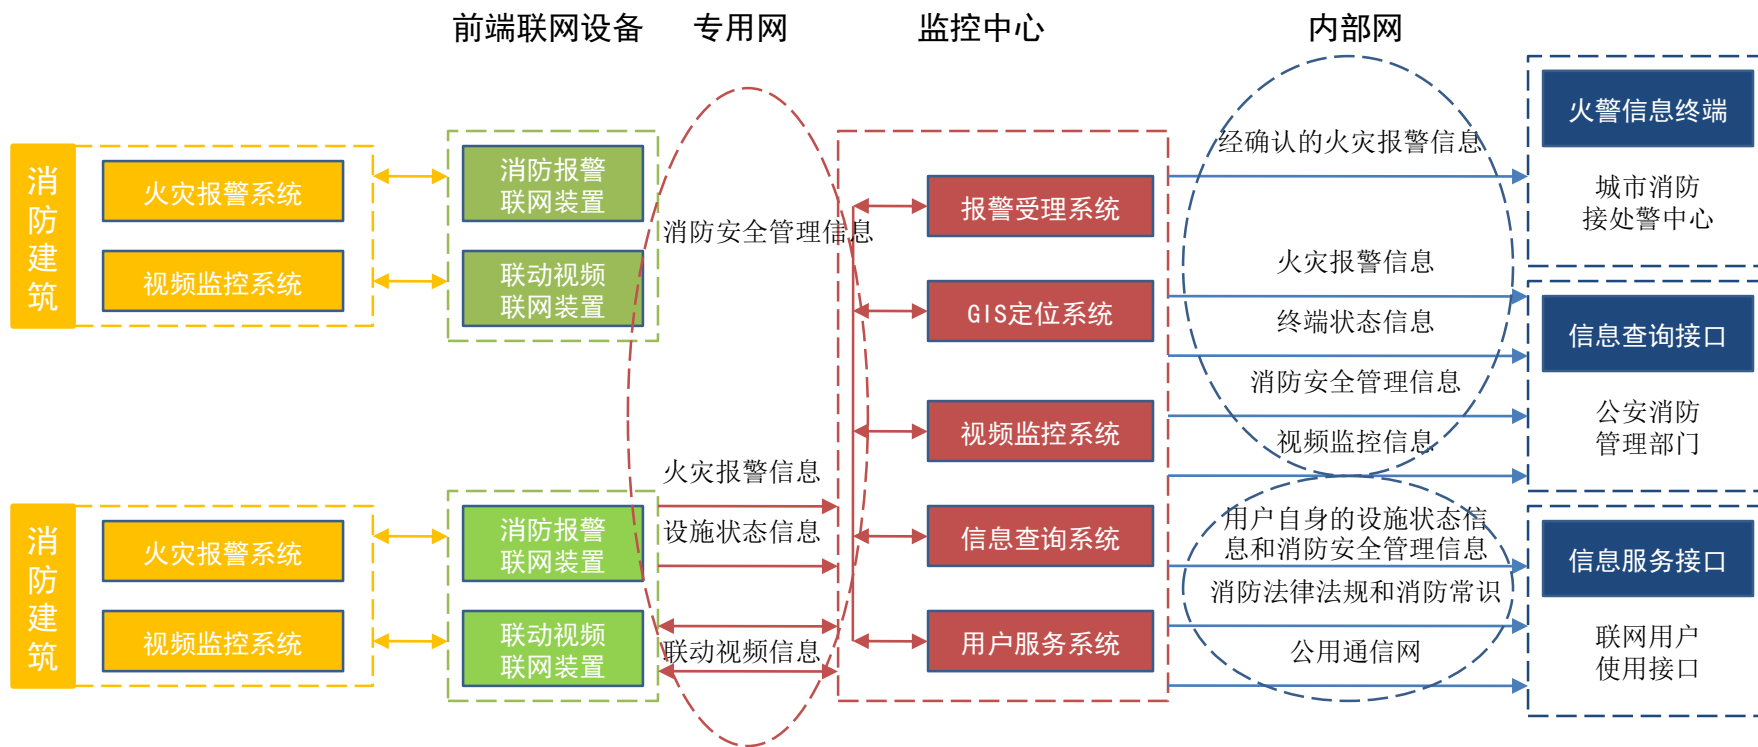 前端联网设备
专用网
监控中心
内部网
消防建筑
火灾报警系统
视频监控系统
消防报警
联网装置
联动视频
联网装置
消防建筑
火灾报警系统
视频监控系统
消防报警
联网装置
联动视频
联网装置
消防安全管理信息
火灾报警信息
设施状态信息
联动视频信息
报警受理系统
GIS定位系统
视频监控系统
信息查询系统
用户服务系统
经确认的火灾报警信息
火灾报警信息
终端状态信息
消防安全管理信息
视频监控信息
用户自身的设施状态信
息和消防安全管理信息
消防法律法规和消防常识
公用通信网
火警信息终端
城市消防
接处警中心
信息查询接口
公安消防
管理部门
信息服务接口
联网用户
使用接口